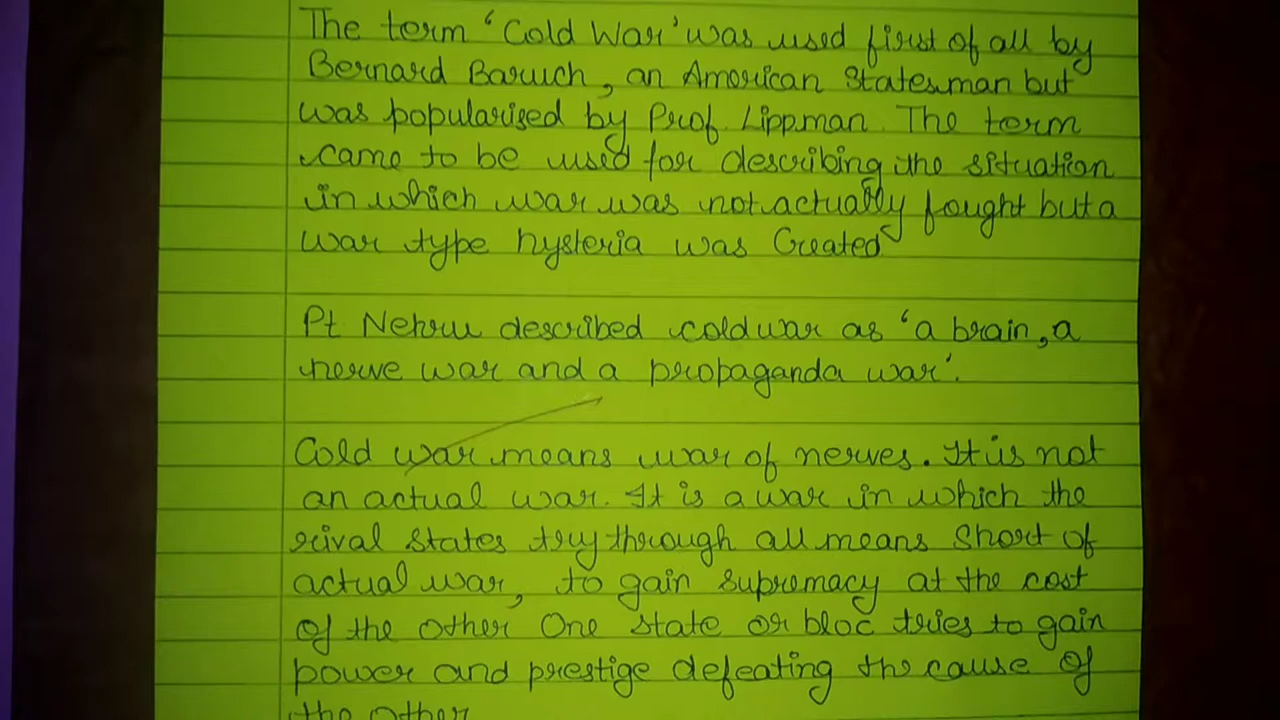 The term 'Cold War' was used first of all by
Bernard Baruch, an American Statesman but
was popularised by Prof. Lippman. The term
came to be used for describing the situation
in which war was not actually fought but a
war type hysteria was Created
Pt Nehru described cold war as 'a brain, a
nerve war and a propaganda war'.
Cold war means war of nerves. It is not
an actual war. It is a war in which the
rival States try through all means Short of
actual war, to gain supremacy at the cost
of the other One state or bloc tries to gain
power and prestige defeating the cause of
the other